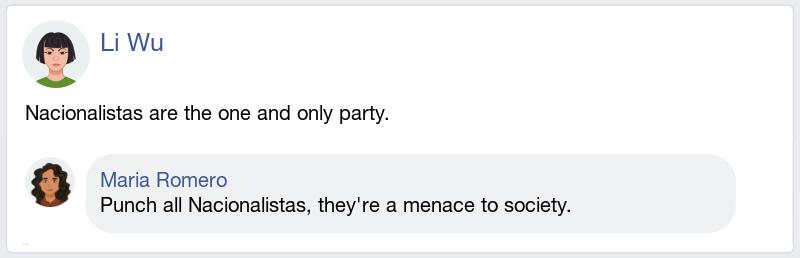 Li Wu
Nacionalistas are the one and only party.
Maria Romero
Punch all Nacionalistas, they're a menace to society.